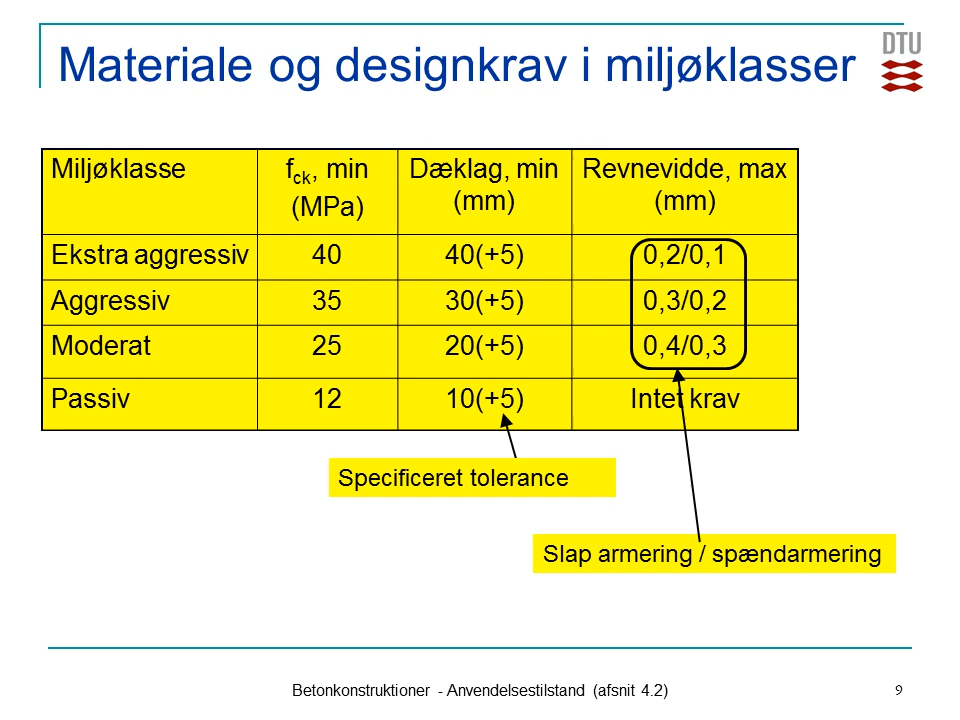 Materiale og designkrav i miljøklasser
DTU
Miljøklasse
fck, min
(MPa)
Dæklag, min
(mm)
Revnevidde, max
(mm)
Ekstra aggressiv 40 40(+5) 0,2/0,1
Aggressiv 35 30(+5) 0,3/0,2
Moderat 25 20(+5) 0,4/0,3
Passiv 12 10(+5) Intet krav
Specificeret tolerance
Slap armering / spændarmering
Betonkonstruktioner - Anvendelsestilstand (afsnit 4.2)
9